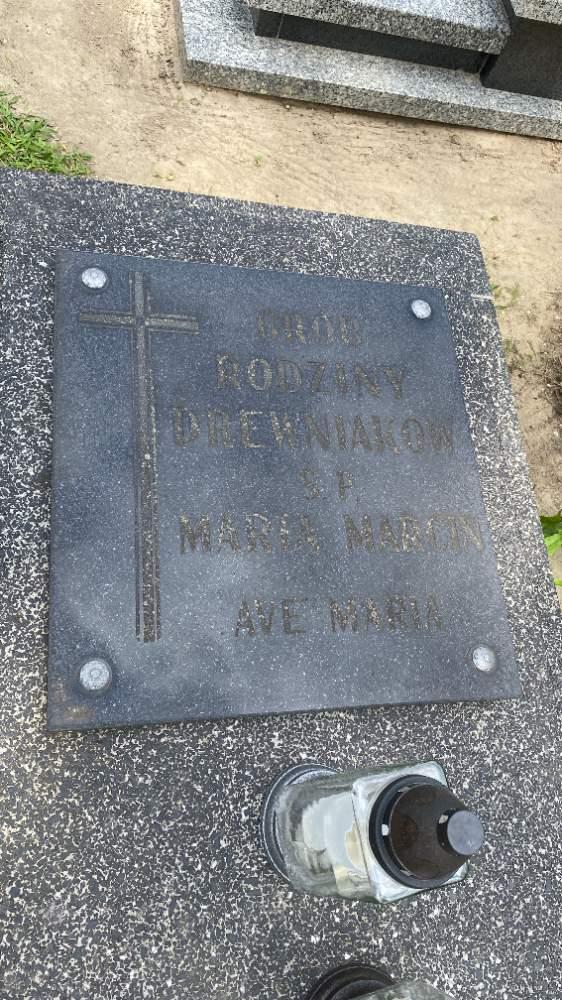 GRÓB
RODZINY
DREWNIAKÓW
Ś. P.
MARIA MARCIN
AVE MARIA